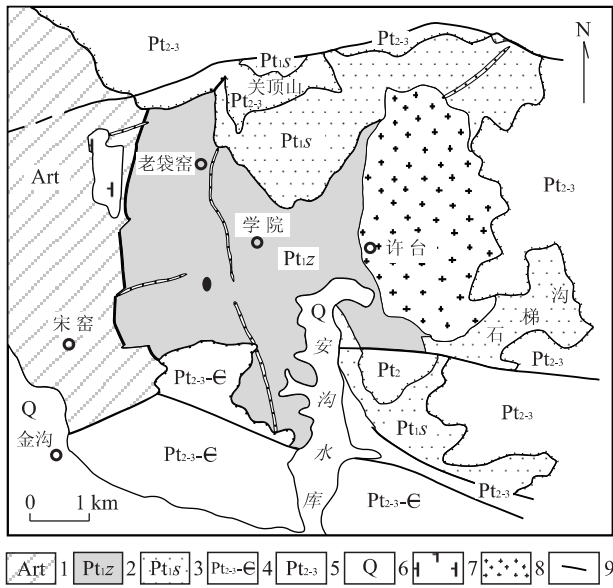 Pt2-3
Pt1s
Pt2-3
N
关顶山
Pt2-3
Pt1s
Art
老袋窑
Pt2-3
学院
许台
Pt1z
宋窑
Q
安沟水库
石梯沟
Pt2-3
Pt2-3-Є
Pt2
Pt2-3
Q
金沟
Pt1s
Pt2-3-Є
Pt2-3
Pt2-3-Є
0 1 km
Art 1 Pt1z 2 Pt1s 3 Pt2-3-Є 4 Pt2-3 5 Q 6 7 8 9